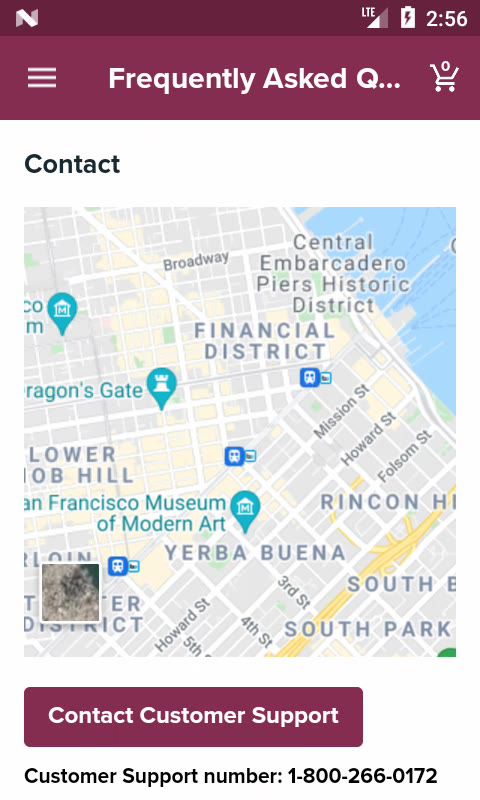 LTE
2:56
Frequently Asked Q...
0
Contact
Central
Embarcadero
Piers Historic
District
Broadway
co
m
FINANCIAL
DISTRICT
ragon's Gate
Mission St
Howard St
Folsom St
LOWER
OB HILL
an Francisco Museum
of Modern Art
RINCON HI
YERBA BUENA
RLOIN
SOUTH B
3rd St
T
ER
DISTRICT
Howard St
4th St
5th
SOUTH PARK
Contact Customer Support
Customer Support number: 1-800-266-0172